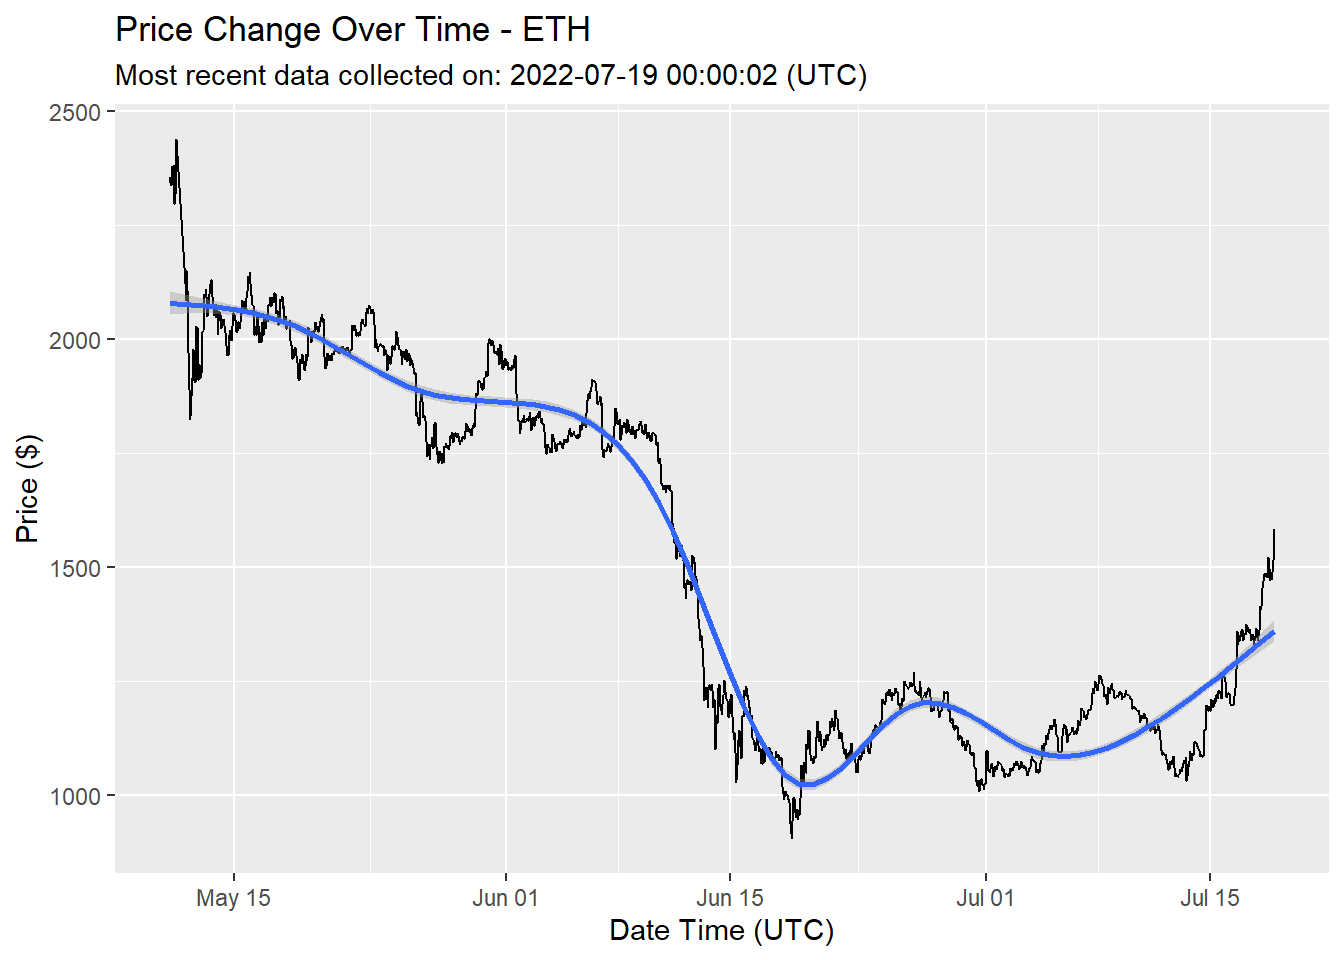 Price Change Over Time - ETH
Most recent data collected on: 2022-07-19 00:00:02 (UTC)
2500
2000
1500
1000
Price ($)
May 15
Jun 01
Jun 15
Jul 01
Jul 15
Date Time (UTC)